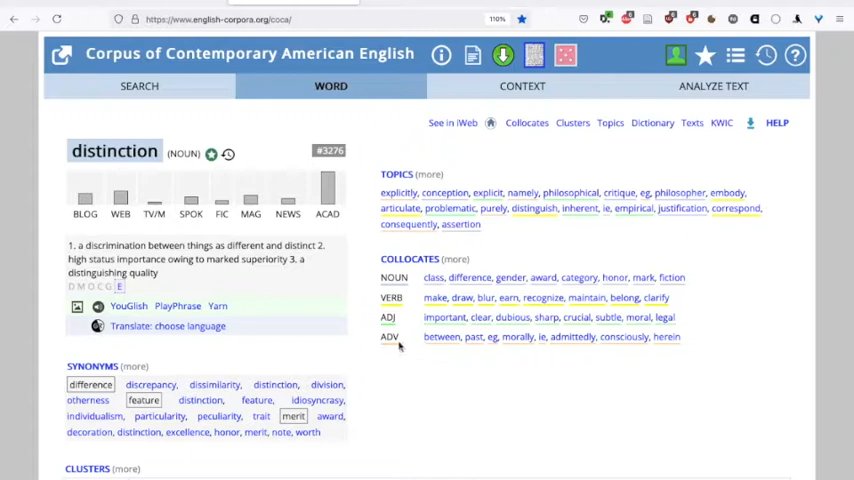 https://www.english-corpora.org/coca/
110%
Corpus of Contemporary American English
SEARCH WORD CONTEXT ANALYZE TEXT
See in iWeb Collocates Clusters Topics Dictionary Texts KWIC HELP
distinction (NOUN) #3276
BLOG WEB TV/M SPOK FIC MAG NEWS ACAD
1. a discrimination between things as different and distinct 2.
high status importance owing to marked superiority 3. a
distinguishing quality
D M O C G E
YouGlish PlayPhrase Yarn
Translate: choose language
SYNONYMS (more)
difference discrepancy, dissimilarity, distinction, division,
otherness feature distinction, feature, idiosyncrasy,
individualism, particularity, peculiarity, trait merit award,
decoration, distinction, excellence, honor, merit, note, worth
CLUSTERS (more)
TOPICS (more)
explicitly, conception, explicit, namely, philosophical, critique, eg, philosopher, embody,
articulate, problematic, purely, distinguish, inherent, ie, empirical, justification, correspond,
consequently, assertion
COLLOCATES (more)
NOUN class, difference, gender, award, category, honor, mark, fiction
VERB make, draw, blur, earn, recognize, maintain, belong, clarify
ADJ important, clear, dubious, sharp, crucial, subtle, moral, legal
ADV between, past, eg, morally, ie, admittedly, consciously, herein